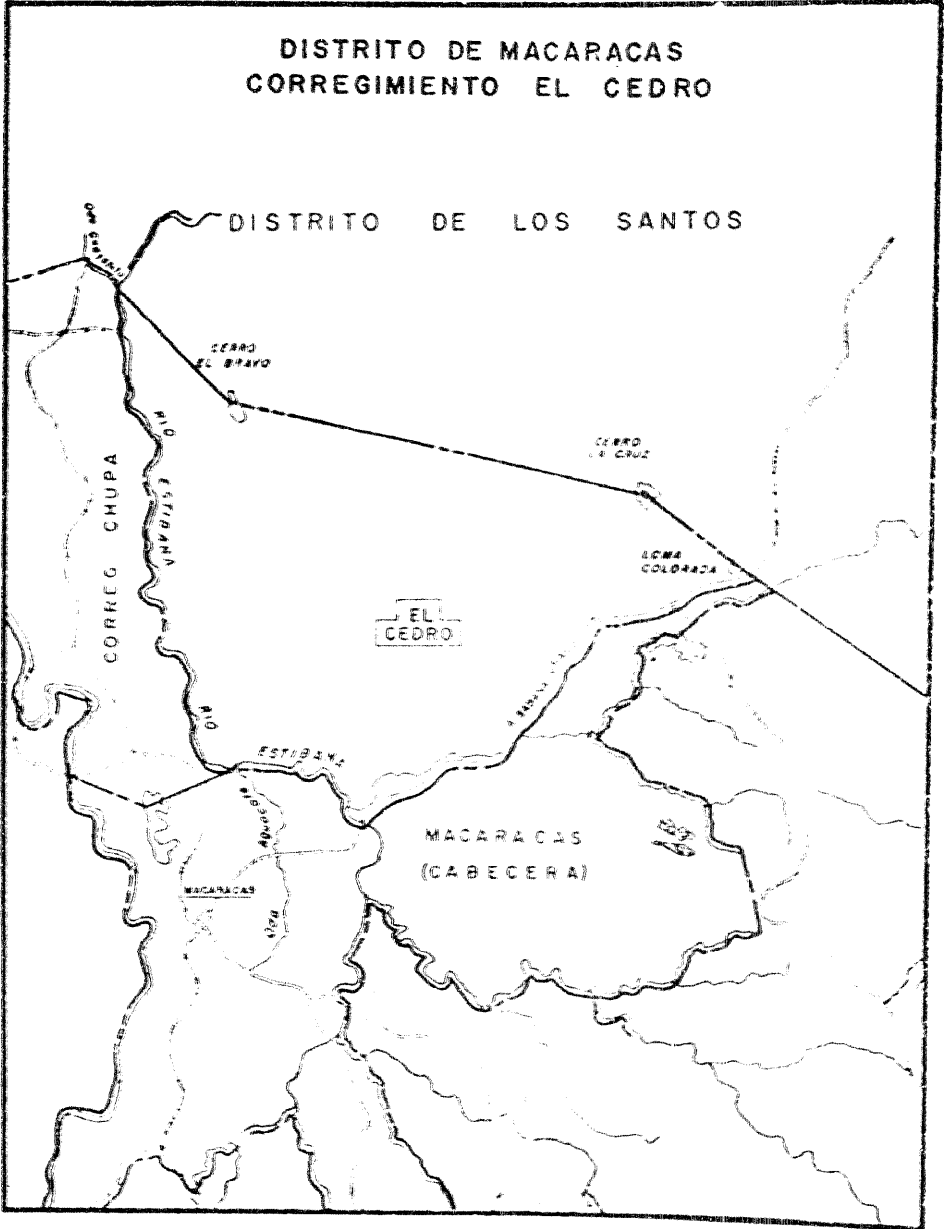 DISTRITO DE MACARACAS
CORREGIMIENTO EL CEDRO
DISTRITO DE LOS SANTOS
CERRO
EL BRAVO
CERRO
LA CRUZ
RIO
ESTIBANA
CORREG CHUPA
LOMA
COLORADA
EL
CEDRO
RIO
ESTIBANA
MACARACAS
(CABECERA)
MACARACAS